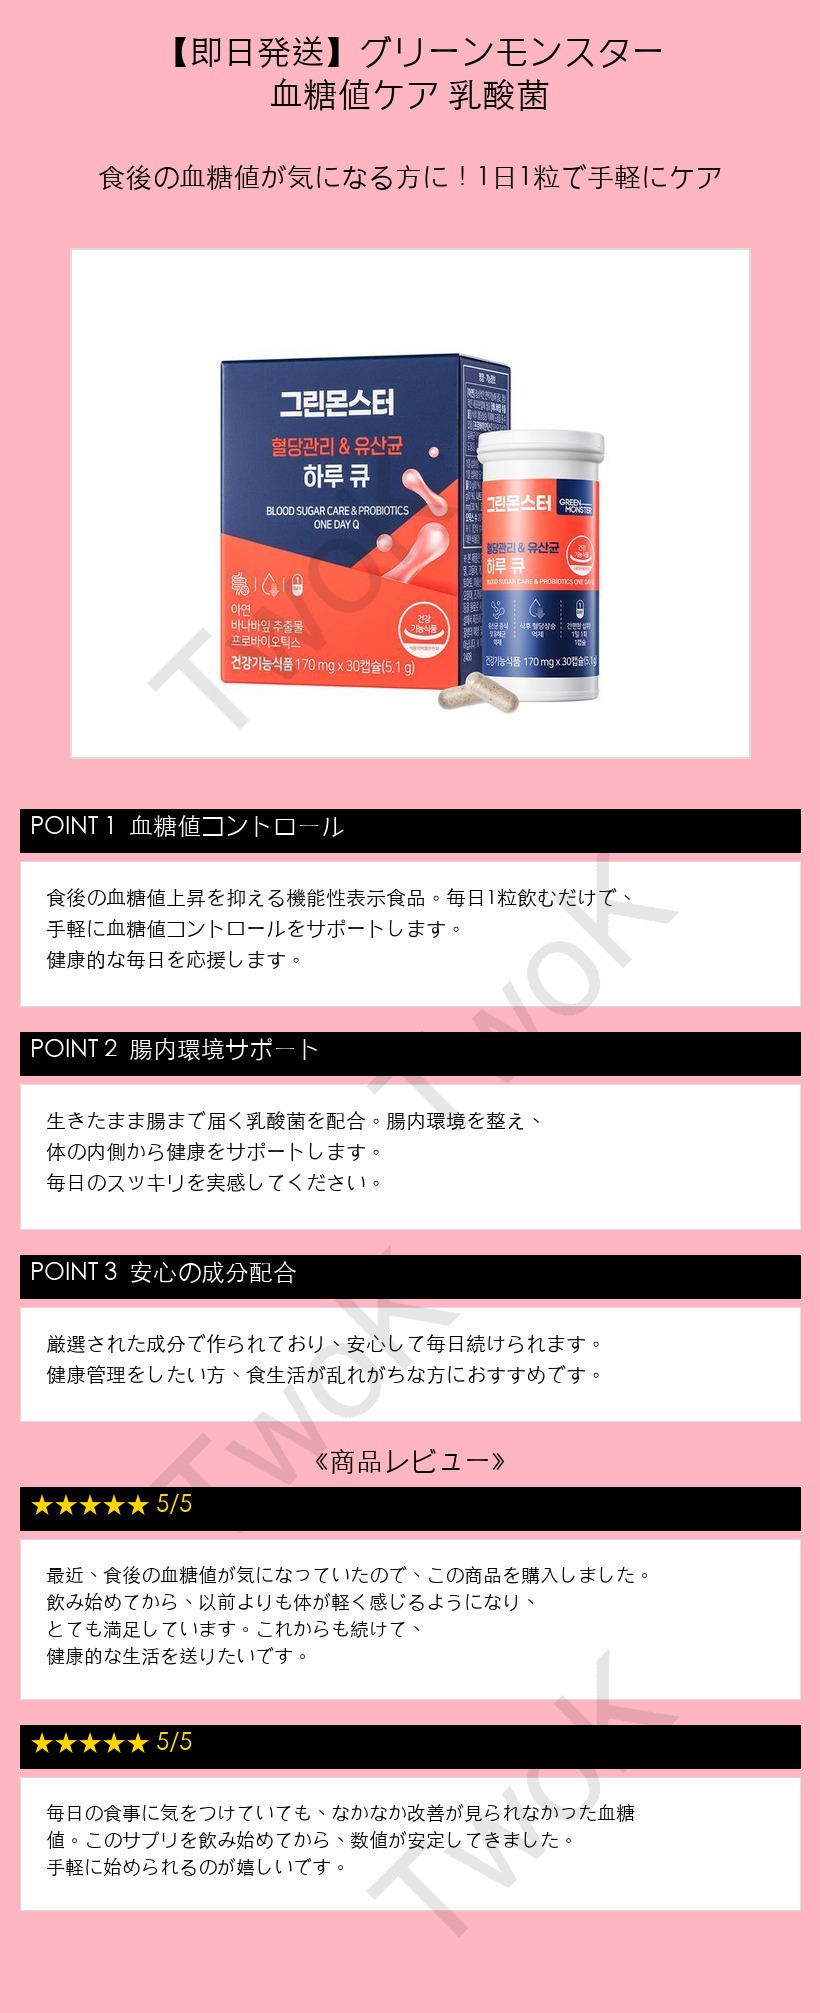 【即日発送】グリーンモンスター
血糖値ケア 乳酸菌
食後の血糖値が気になる方に！1日1粒で手軽にケア
그린몬스터
혈당관리 & 유산균
하루 큐
BLOOD SUGAR CARE & PROBIOTICS
ONE DAY Q
아연
바나바잎 추출물
프로바이오틱스
건강기능식품 170 mg x 30캡슐(5.1 g)
건강
기능식품
그린몬스터
GREEN
MONSTER
혈당관리 & 유산균
하루 큐
BLOOD SUGAR CARE & PROBIOTICS ONE DAY Q
건강
기능식품
유산균 증식
및 유해균
억제
식후 혈당상승
억제
간편한 섭취
1일 1회
1캡슐
건강기능식품 170 mg x 30캡슐(5.1 g)
TwoK
POINT 1 血糖値コントロール
食後の血糖値上昇を抑える機能性表示食品。毎日1粒飲むだけで、
手軽に血糖値コントロールをサポートします。
健康的な毎日を応援します。
TwoK
POINT 2 腸内環境サポート
生きたまま腸まで届く乳酸菌を配合。腸内環境を整え、
体の内側から健康をサポートします。
毎日のスッキリを実感してください。
POINT 3 安心の成分配合
厳選された成分で作られており、安心して毎日続けられます。
健康管理をしたい方、食生活が乱れがちな方におすすめです。
TwoK
《商品レビュー》
★★★★★ 5/5
最近、食後の血糖値が気になっていたので、この商品を購入しました。
飲み始めてから、以前よりも体が軽く感じるようになり、
とても満足しています。これからも続けて、
健康的な生活を送りたいです。
★★★★★ 5/5
毎日の食事に気をつけていても、なかなか改善が見られなかった血糖
値。このサプリを飲み始めてから、数値が安定してきました。
手軽に始められるのが嬉しいです。
TwoK